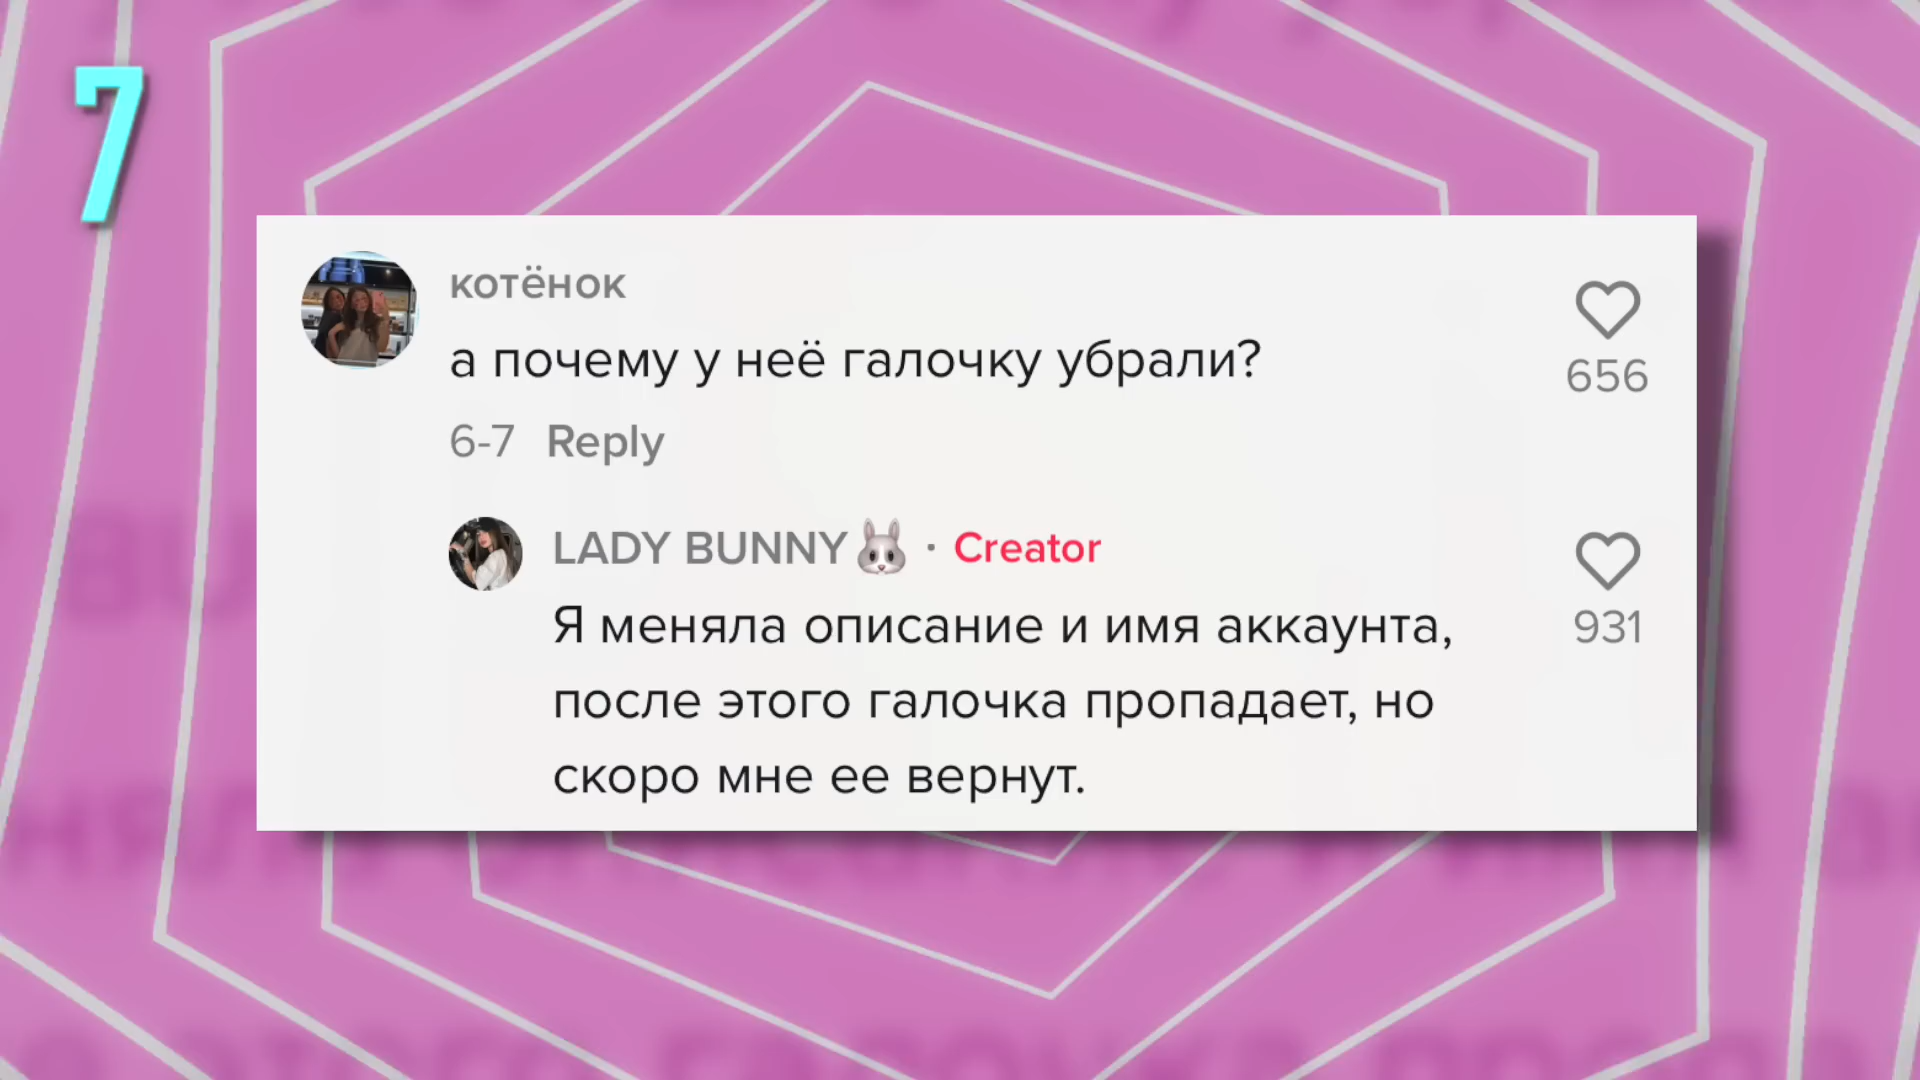 7
котёнок
а почему у неё галочку убрали?
656
6-7 Reply
LADY BUNNY🐰 · Creator
Я меняла описание и имя аккаунта,
931
после этого галочка пропадает, но
скоро мне ее вернут.